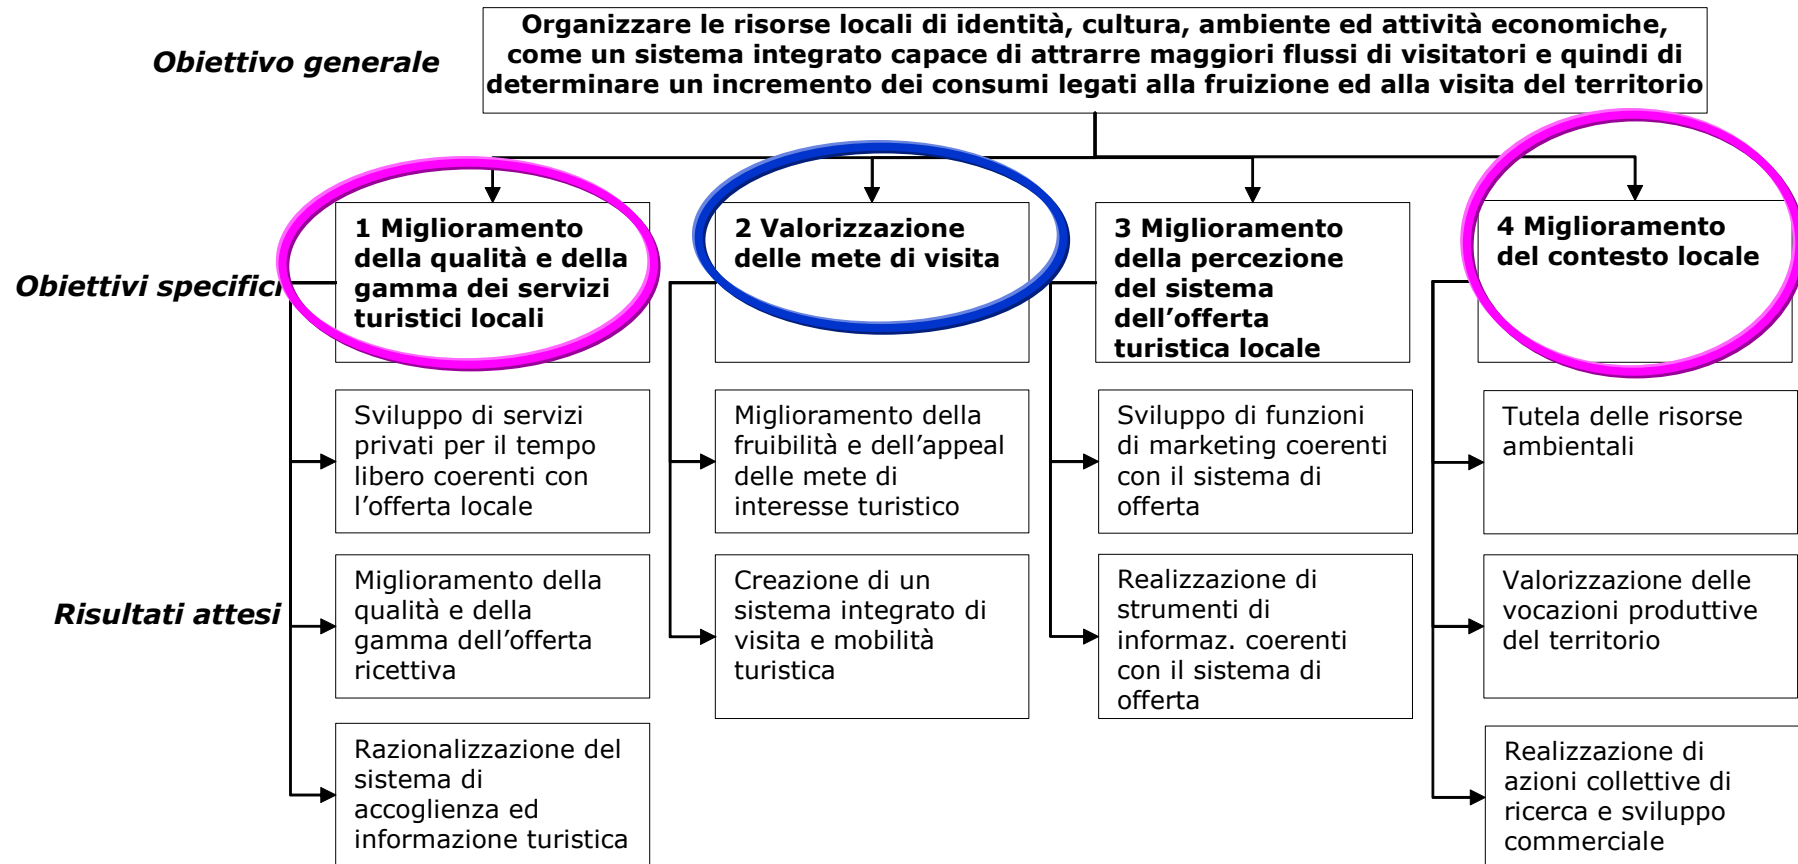 Organizzare le risorse locali di identità, cultura, ambiente ed attività economiche,
come un sistema integrato capace di attrarre maggiori flussi di visitatori e quindi di
determinare un incremento dei consumi legati alla fruizione ed alla visita del territorio
Obiettivo generale
Obiettivi specifici
1 Miglioramento
della qualità e della
gamma dei servizi
turistici locali
2 Valorizzazione
delle mete di visita
3 Miglioramento
della percezione
del sistema
dell’offerta
turistica locale
4 Miglioramento
del contesto locale
Risultati attesi
Sviluppo di servizi
privati per il tempo
libero coerenti con
l’offerta locale
Miglioramento della
fruibilità e dell’appeal
delle mete di
interesse turistico
Sviluppo di funzioni
di marketing coerenti
con il sistema di
offerta
Tutela delle risorse
ambientali
Miglioramento della
qualità e della
gamma dell’offerta
ricettiva
Creazione di un
sistema integrato di
visita e mobilità
turistica
Realizzazione di
strumenti di
informaz. coerenti
con il sistema di
offerta
Valorizzazione delle
vocazioni produttive
del territorio
Razionalizzazione del
sistema di
accoglienza ed
informazione turistica
Realizzazione di
azioni collettive di
ricerca e sviluppo
commerciale